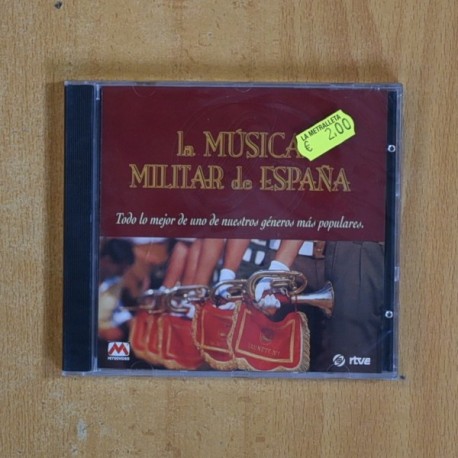 La MÚSICA
MILITAR de ESPAÑA
LA METRALLETA
€ 2,00
Todo lo mejor de uno de nuestros géneros más populares.
rtve